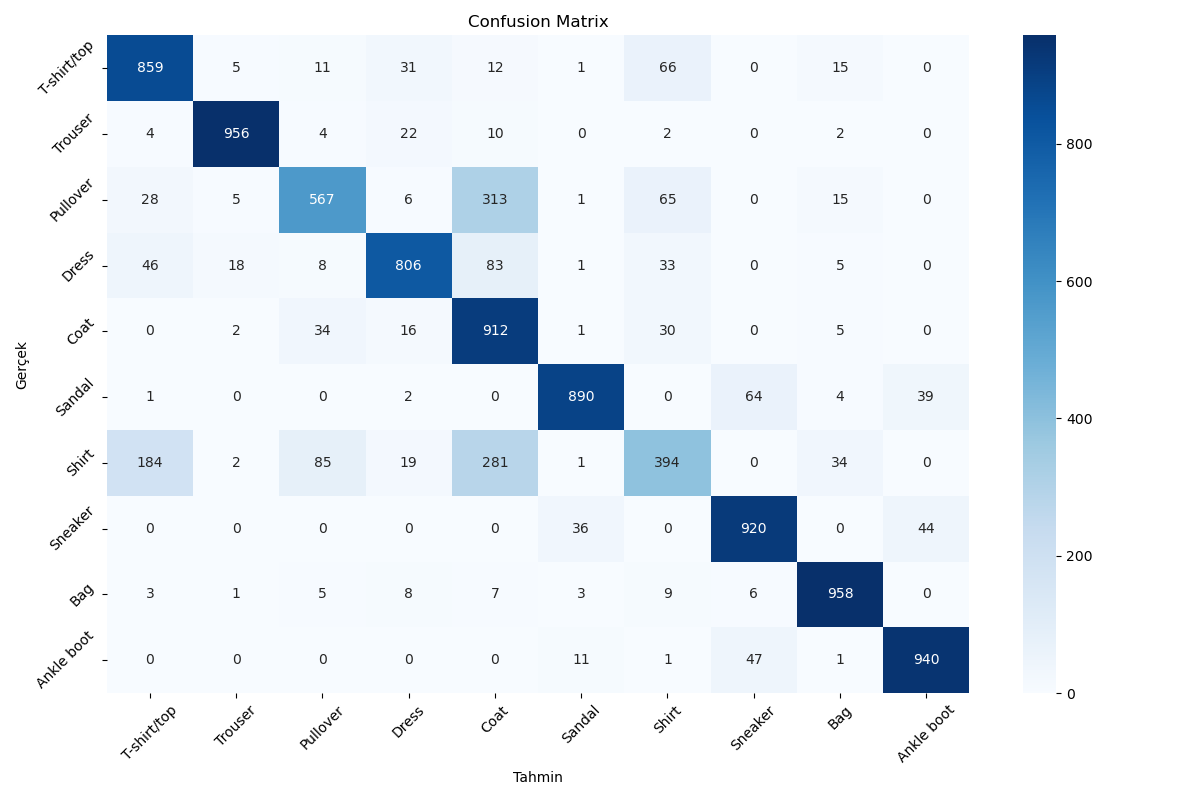 Confusion Matrix
Gerçek
T-shirt/top 859 5 11 31 12 1 66 0 15 0
Trouser 4 956 4 22 10 0 2 0 2 0
Pullover 28 5 567 6 313 1 65 0 15 0
Dress 46 18 8 806 83 1 33 0 5 0
Coat 0 2 34 16 912 1 30 0 5 0
Sandal 1 0 0 2 0 890 0 64 4 39
Shirt 184 2 85 19 281 1 394 0 34 0
Sneaker 0 0 0 0 0 36 0 920 0 44
Bag 3 1 5 8 7 3 9 6 958 0
Ankle boot 0 0 0 0 0 11 1 47 1 940
T-shirt/top Trouser Pullover Dress Coat Sandal Shirt Sneaker Bag Ankle boot
Tahmin
800
600
400
200
0